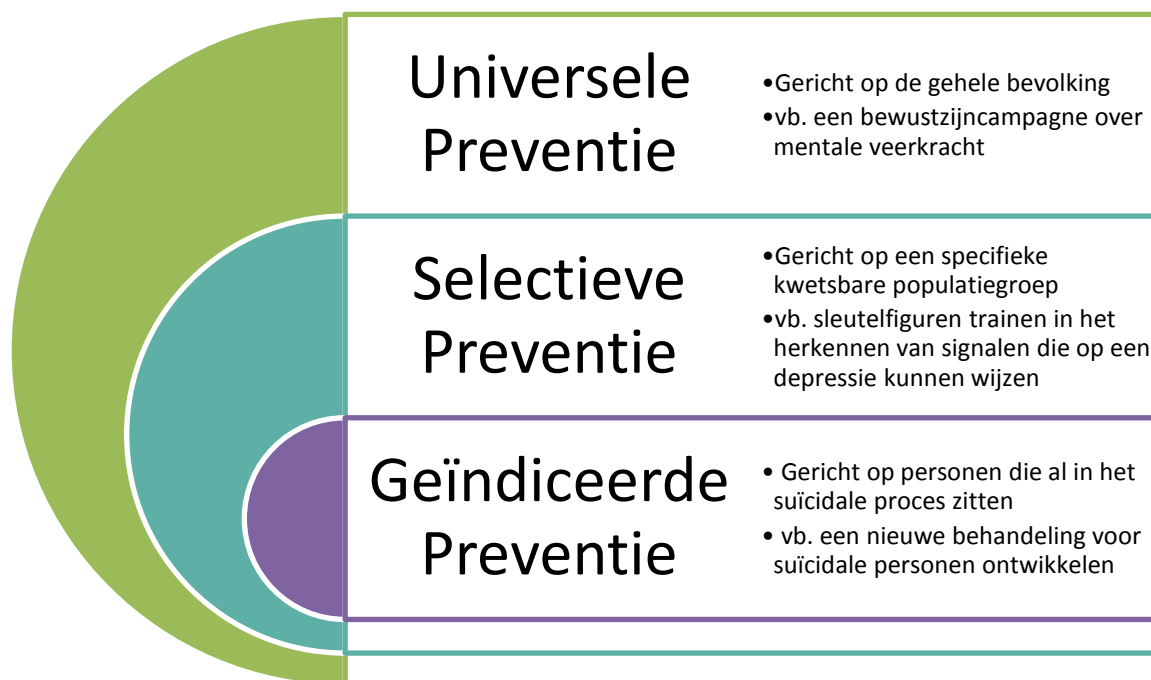 Universele
Preventie
•Gericht op de gehele bevolking
•vb. een bewustzijncampagne over
mentale veerkracht
Selectieve
Preventie
•Gericht op een specifieke
kwetsbare populatiegroep
•vb. sleutelfiguren trainen in het
herkennen van signalen die op een
depressie kunnen wijzen
Geïndiceerde
Preventie
• Gericht op personen die al in het
suïcidale proces zitten
• vb. een nieuwe behandeling voor
suïcidale personen ontwikkelen